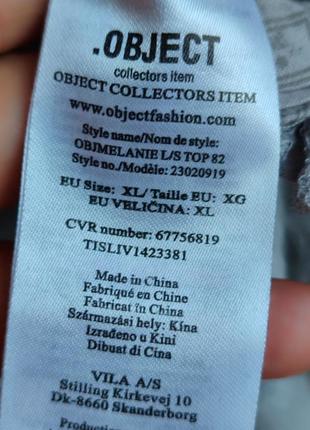 .OBJECT
collectors item
OBJECT COLLECTORS ITEM
www.objectfashion.com
Style name/Nom de style:
OBJMELANIE L/S TOP 82
Style no./Modèle: 23020919
EU Size: XL/ Taille EU: XG
EU VELIČINA: XL
CVR number: 67756819
TISLIV1423381
Made in China
Fabriqué en Chine
Fabricat în China
Származási hely: Kína
Izrađeno u Kini
Dibuat di Cina
VILA A/S
Stilling Kirkevej 10
Dk-8660 Skanderborg
Production